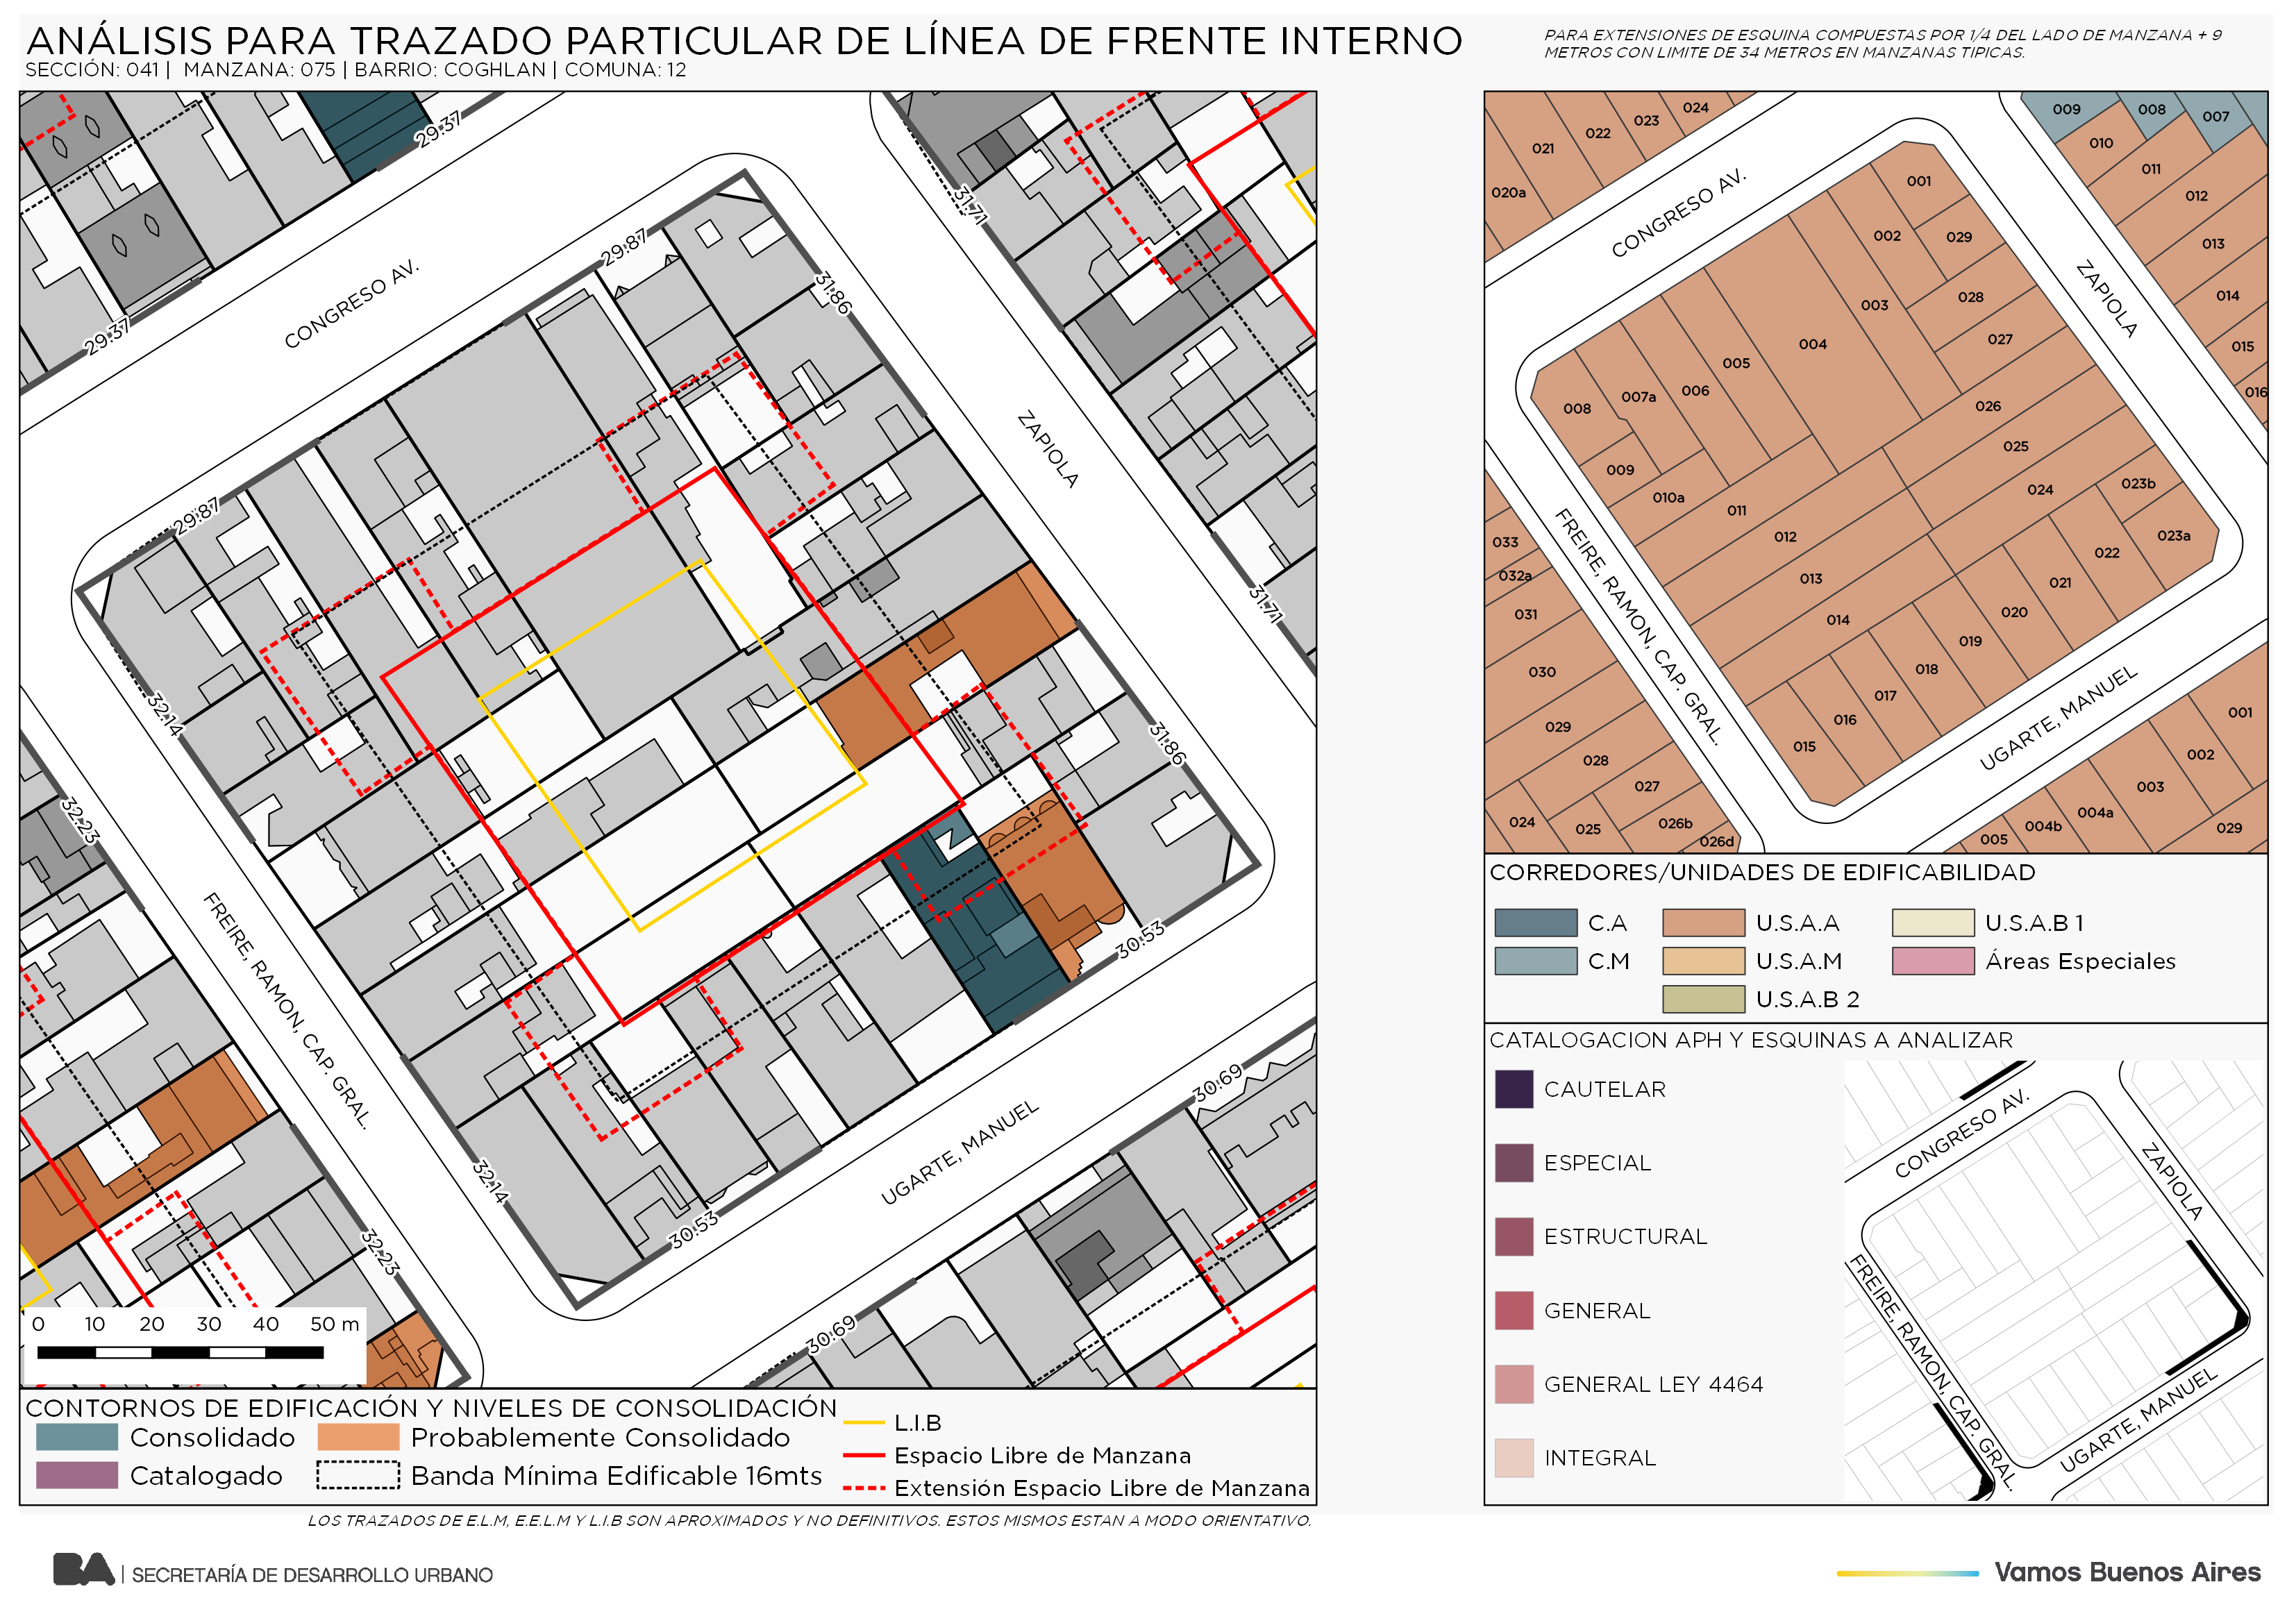 ANÁLISIS PARA TRAZADO PARTICULAR DE LÍNEA DE FRENTE INTERNO
SECCIÓN: 041 | MANZANA: 075 | BARRIO: COGHLAN | COMUNA: 12
PARA EXTENSIONES DE ESQUINA COMPUESTAS POR 1/4 DEL LADO DE MANZANA + 9
METROS CON LIMITE DE 34 METROS EN MANZANAS TIPICAS.
29.37
29.37
CONGRESO AV.
29.87
29.87
31.71
31.71
31.86
31.86
ZAPIOLA
32.14
32.14
32.23
32.23
FREIRE, RAMON, CAP. GRAL.
30.53
30.53
UGARTE, MANUEL
30.69
30.69
0 10 20 30 40 50 m
CONTORNOS DE EDIFICACIÓN Y NIVELES DE CONSOLIDACIÓN
Consolidado
Probablemente Consolidado
Catalogado
Banda Mínima Edificable 16mts
L.I.B
Espacio Libre de Manzana
Extensión Espacio Libre de Manzana
LOS TRAZADOS DE E.L.M, E.E.L.M Y L.I.B SON APROXIMADOS Y NO DEFINITIVOS. ESTOS MISMOS ESTAN A MODO ORIENTATIVO.
020a
021
022
023
024
009
008
007
010
011
012
013
014
015
016
CONGRESO AV.
ZAPIOLA
001
002
029
003
028
027
004
005
006
007a
008
009
010a
011
012
013
014
026
025
024
023b
023a
022
021
020
019
018
017
016
015
FREIRE, RAMON, CAP. GRAL.
UGARTE, MANUEL
033
032a
031
030
029
028
027
026b
026d
025
024
001
002
003
004a
004b
005
029
CORREDORES/UNIDADES DE EDIFICABILIDAD
C.A
U.S.A.A
U.S.A.B 1
C.M
U.S.A.M
Áreas Especiales
U.S.A.B 2
CATALOGACION APH Y ESQUINAS A ANALIZAR
CAUTELAR
ESPECIAL
ESTRUCTURAL
GENERAL
GENERAL LEY 4464
INTEGRAL
CONGRESO AV.
ZAPIOLA
FREIRE, RAMON, CAP. GRAL.
UGARTE, MANUEL
BA | SECRETARÍA DE DESARROLLO URBANO
Vamos Buenos Aires